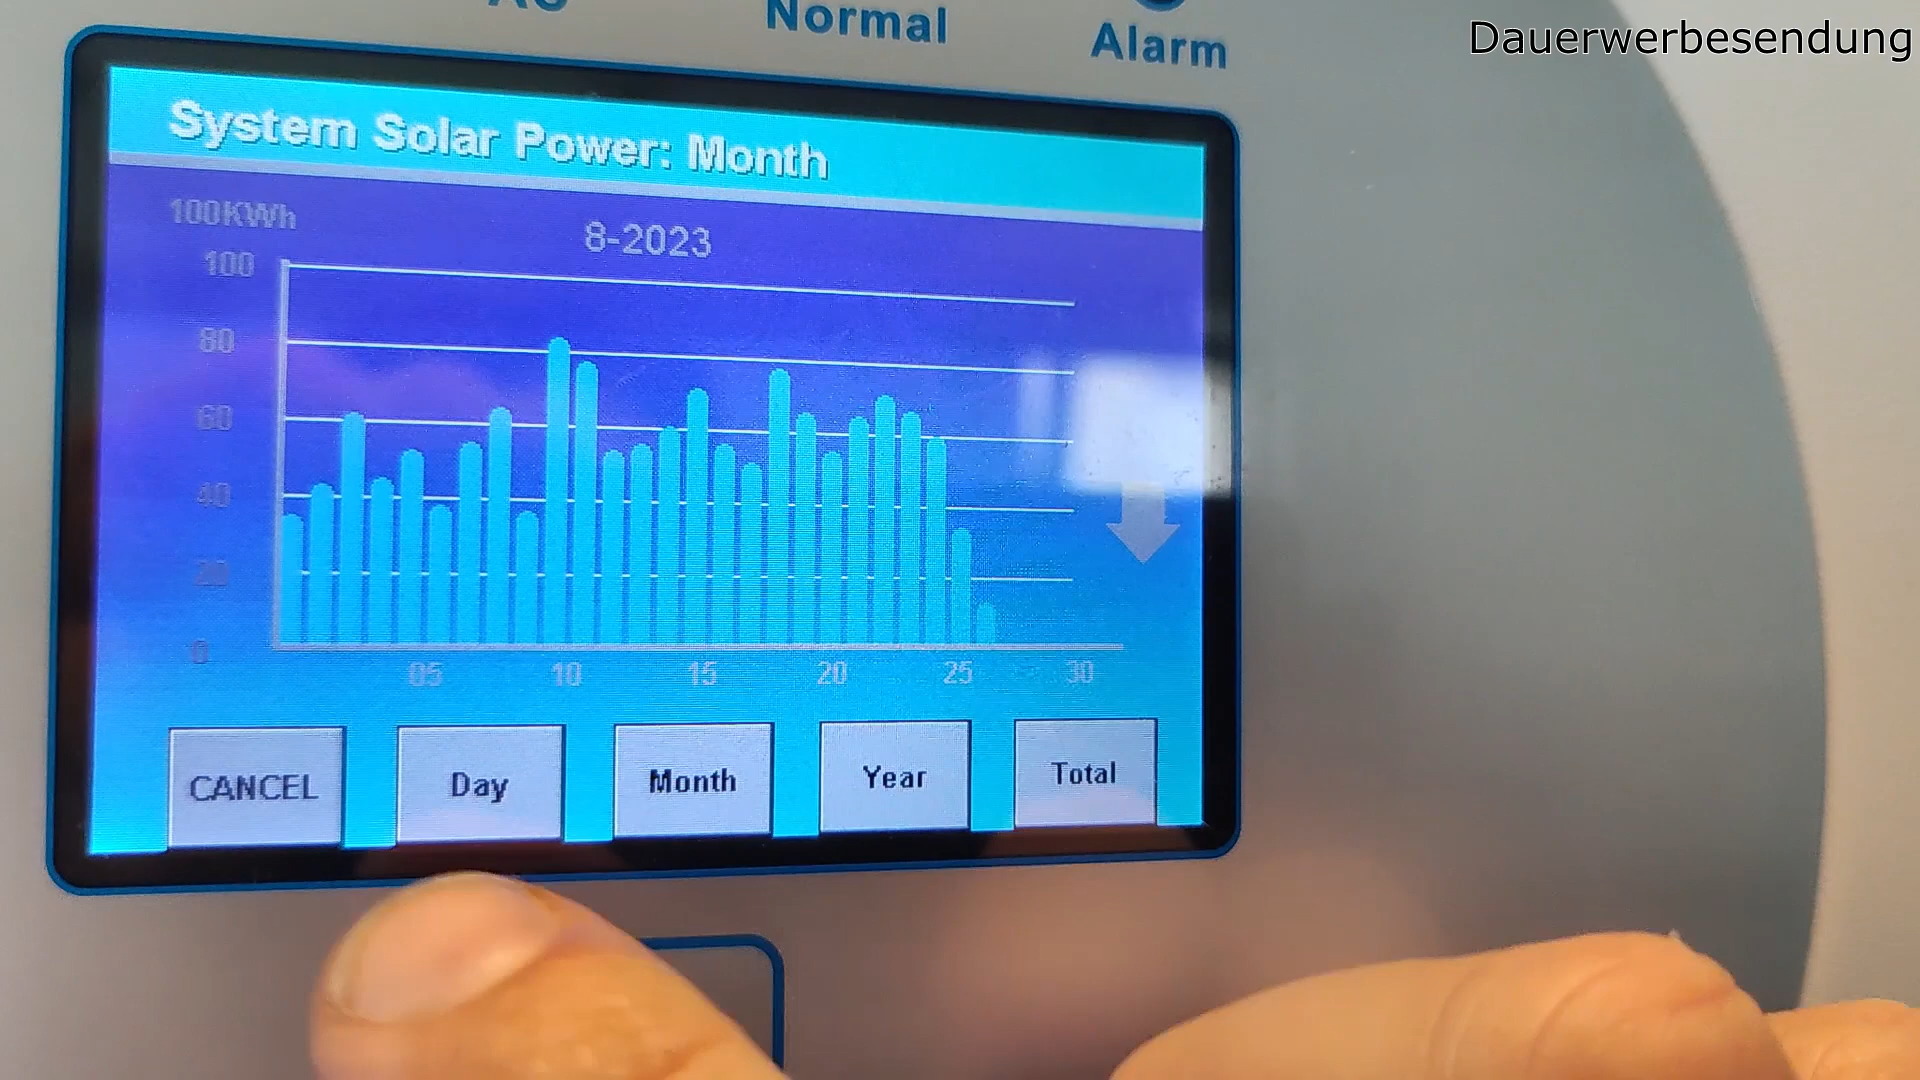 Dauerwerbesendung
Normal
Alarm
System Solar Power: Month
100KWh
8-2023
100
80
60
40
20
0
05 10 15 20 25 30
CANCEL Day Month Year Total